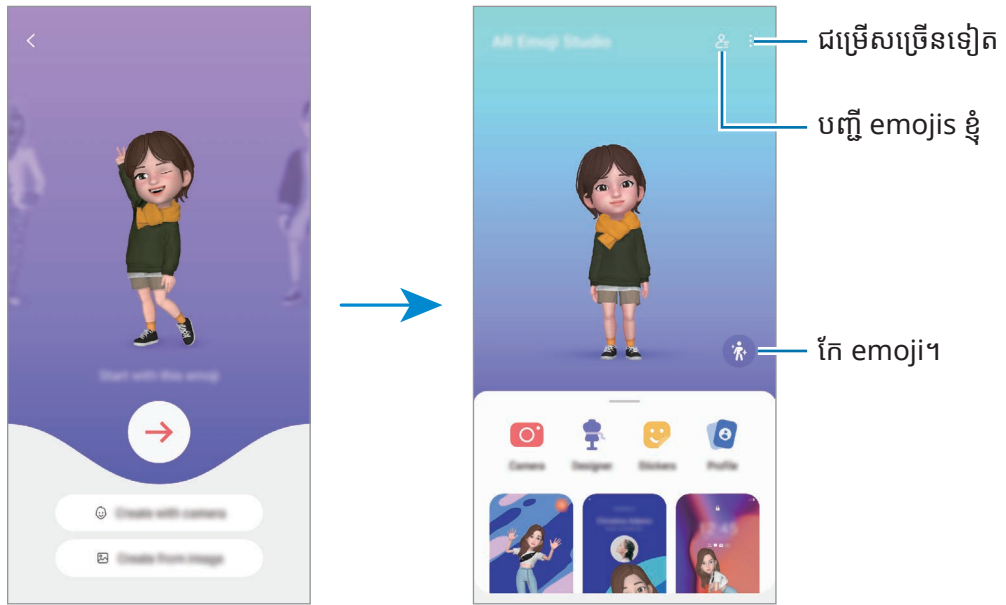 AR Emoji Studio
ជម្រើសច្រើនទៀត
បញ្ជី emojis ខ្ញុំ
Start with this emoji
កែ emoji។
Camera
Designer
Stickers
Profile
Create with camera
Create from image